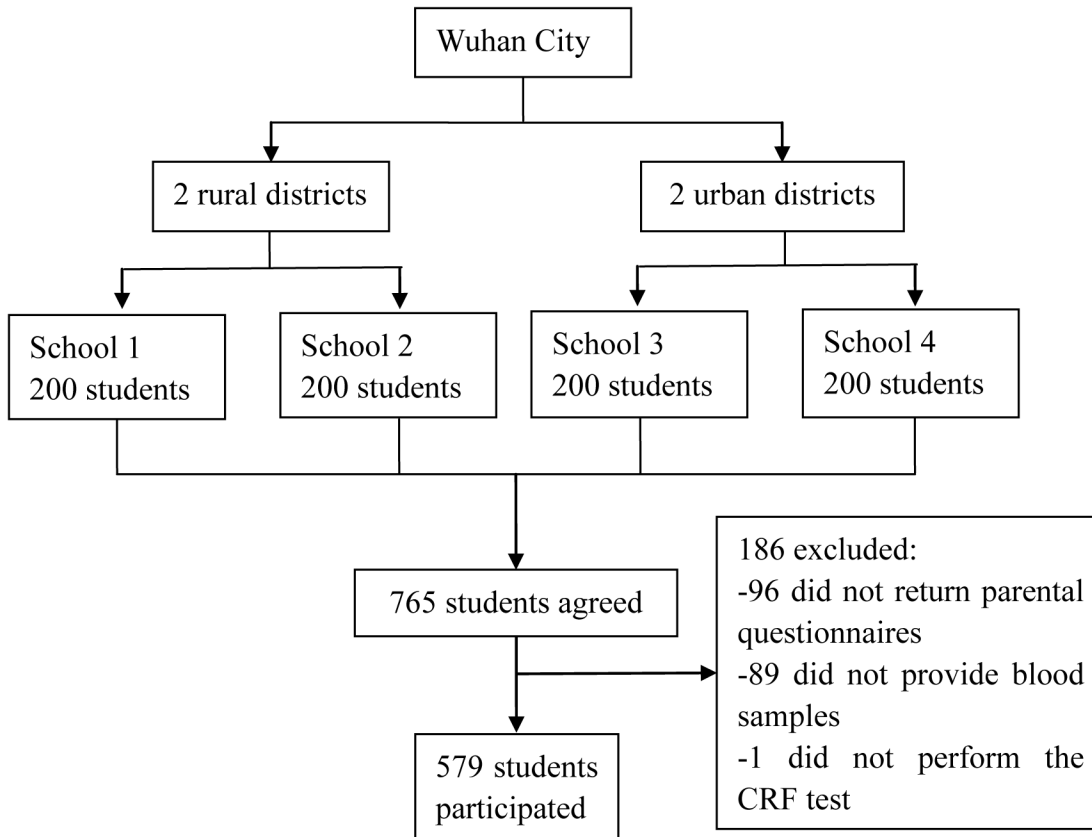 Wuhan City
2 rural districts
2 urban districts
School 1
200 students
School 2
200 students
School 3
200 students
School 4
200 students
765 students agreed
186 excluded:
-96 did not return parental
questionnaires
-89 did not provide blood
samples
-1 did not perform the
CRF test
579 students
participated